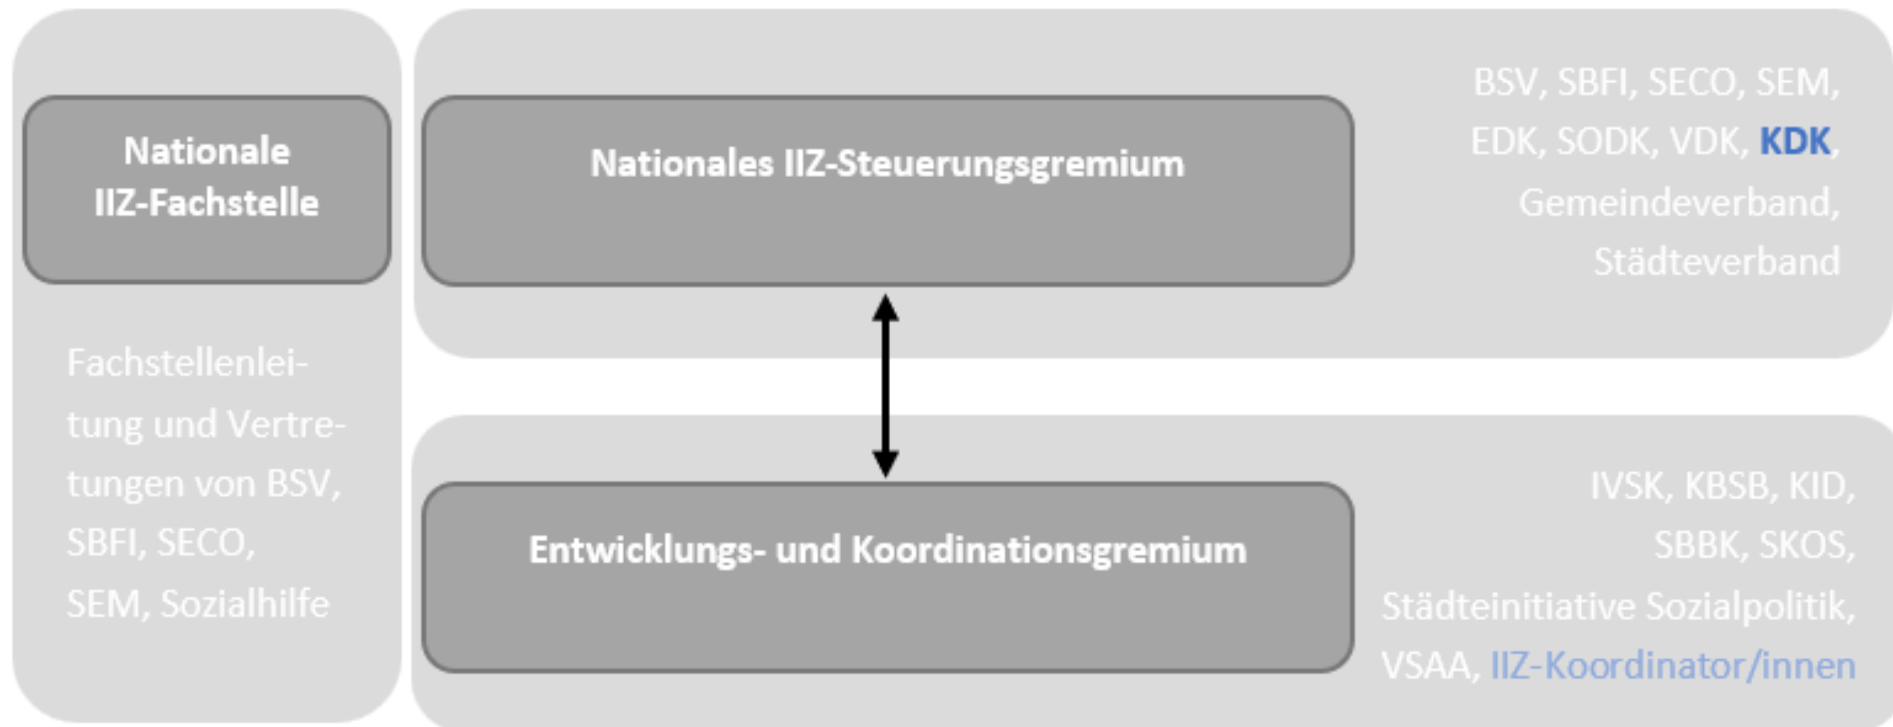 Nationale
IIZ-Fachstelle
Fachstellenlei-
tung und Vertre-
tungen von BSV,
SBFI, SECO,
SEM, Sozialhilfe
Nationales IIZ-Steuerungsgremium
BSV, SBFI, SECO, SEM,
EDK, SODK, VDK, KDK,
Gemeindeverband,
Städteverband
Entwicklungs- und Koordinationsgremium
IVSK, KBSB, KID,
SBBK, SKOS,
Städteinitiative Sozialpolitik,
VSAA, IIZ-Koordinator/innen